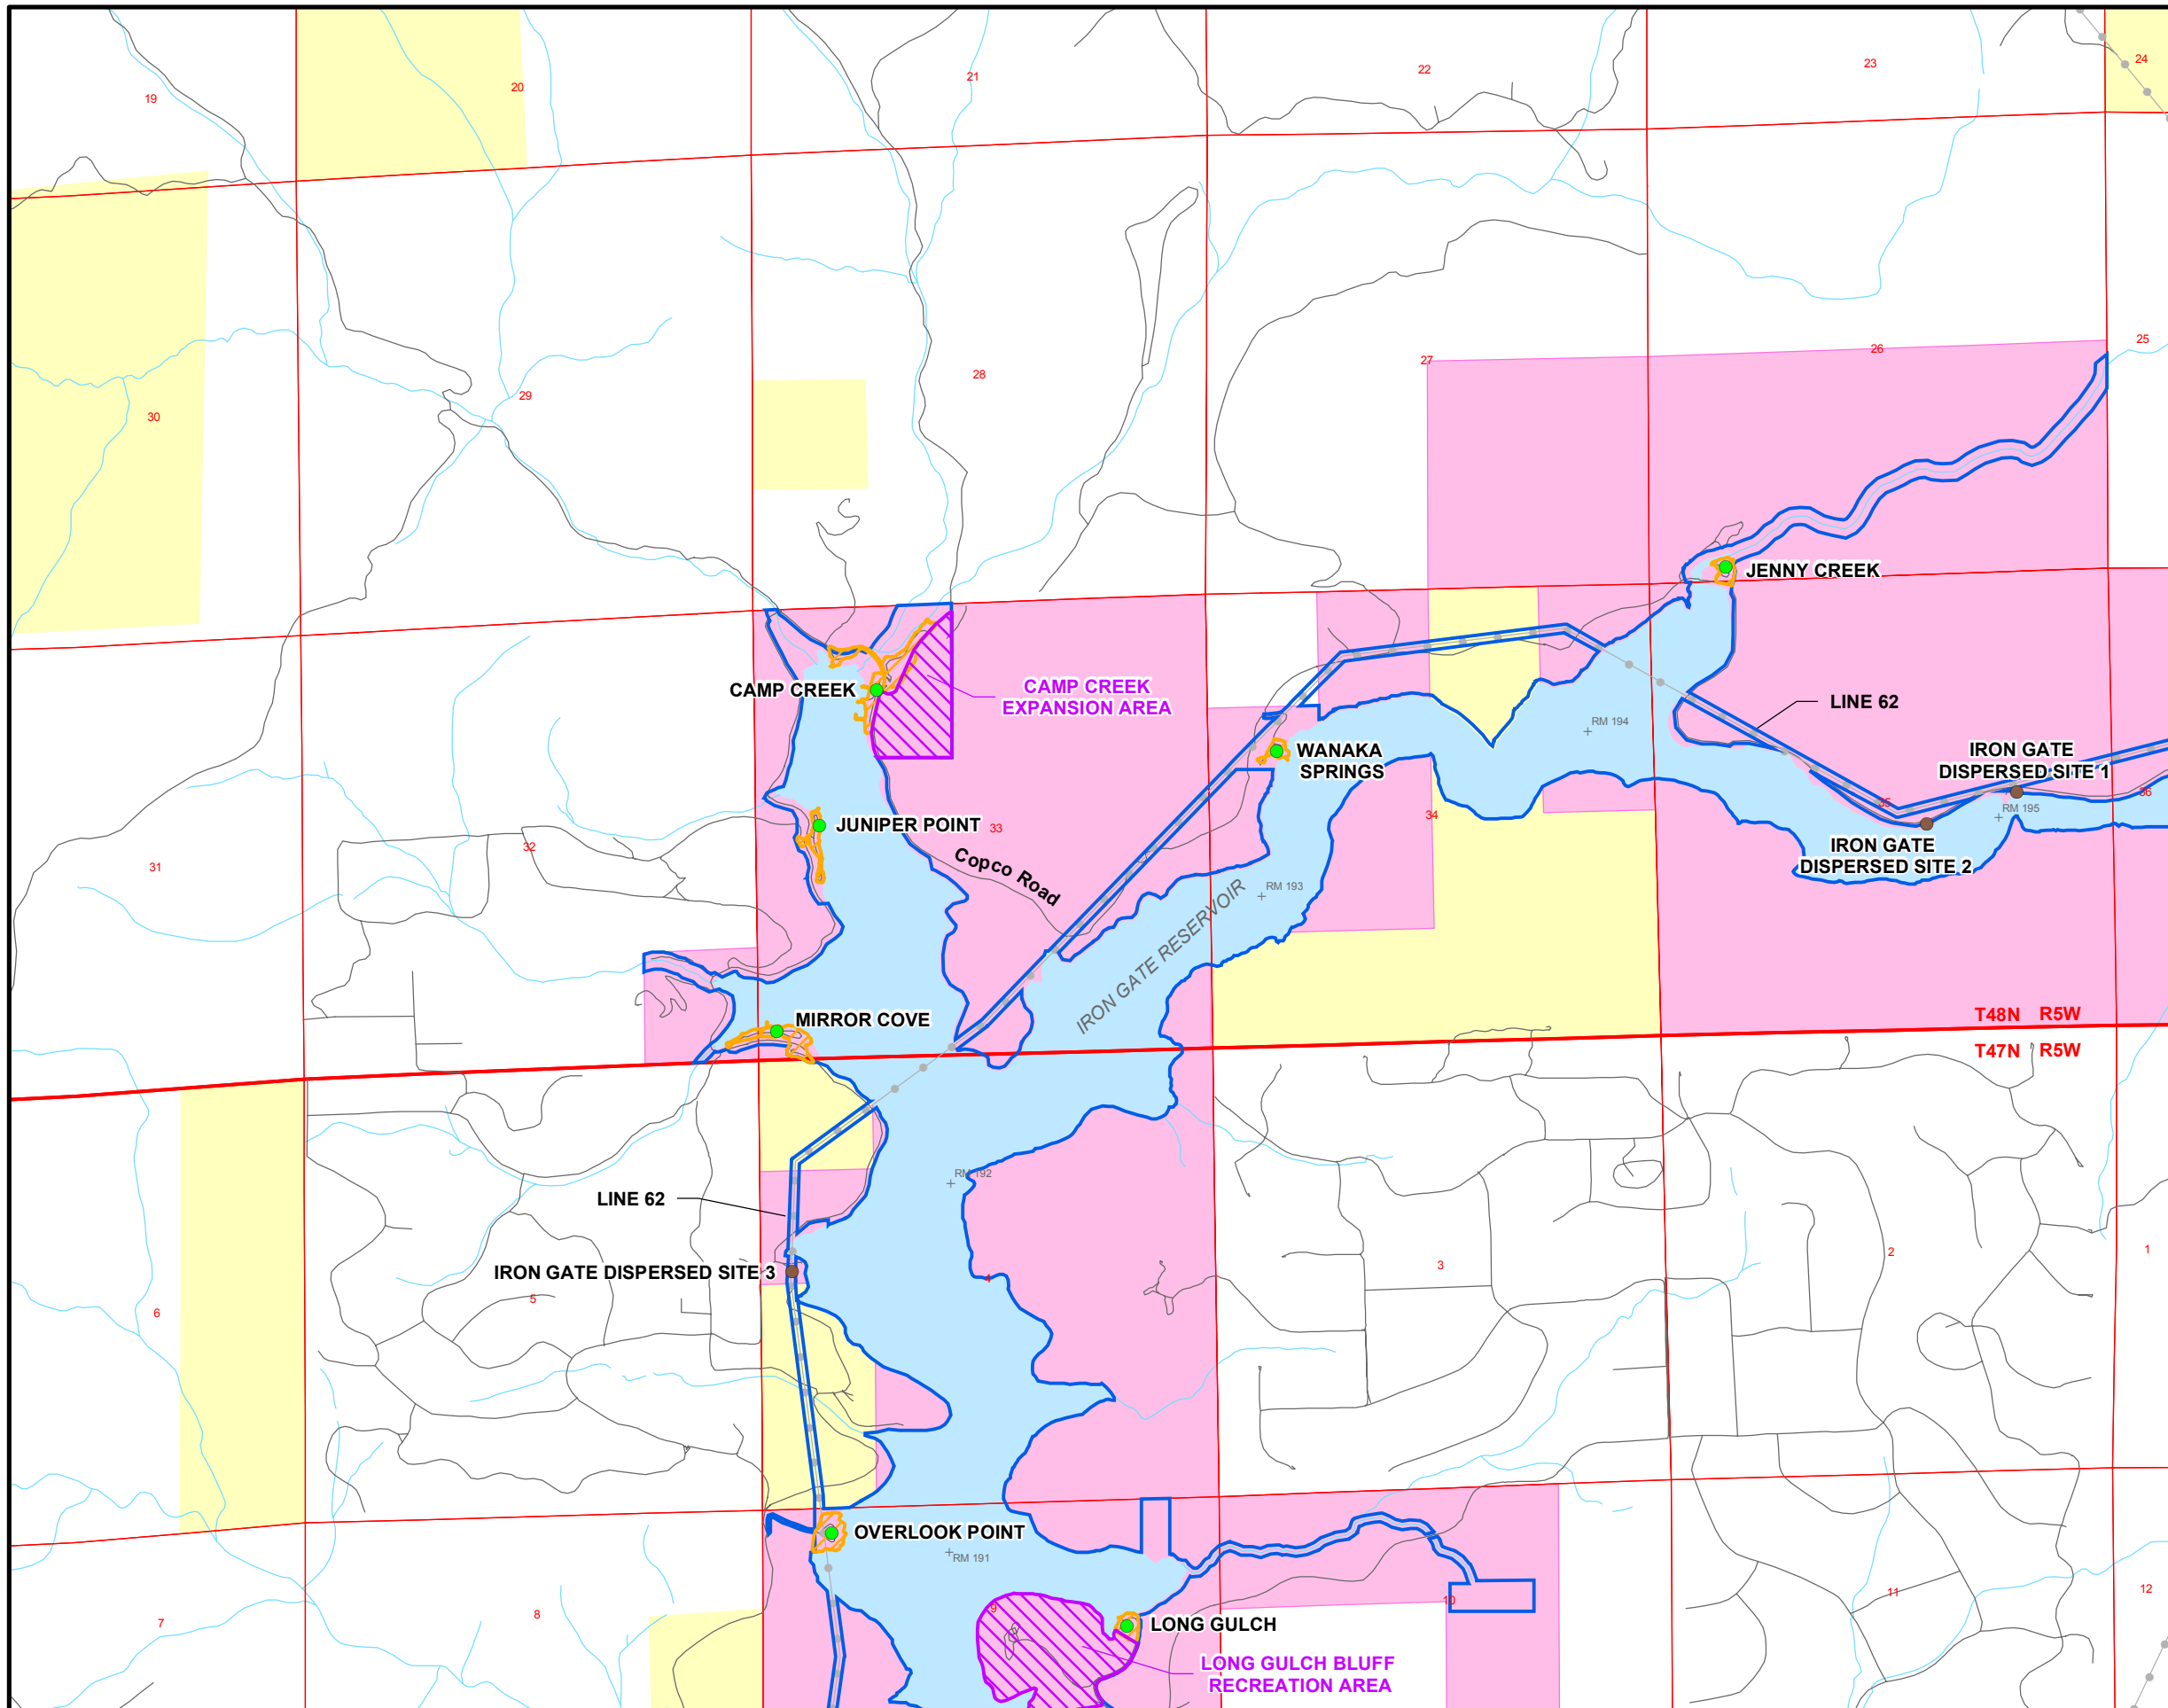 24
23
22
21
20
19
25
26
27
28
29
30
JENNY CREEK
CAMP CREEK
CAMP CREEK
EXPANSION AREA
LINE 62
RM 194
WANAKA
SPRINGS
IRON GATE
DISPERSED SITE 1
36
35
RM 195
34
33
32
31
JUNIPER POINT
Copco Road
IRON GATE
DISPERSED SITE 2
RM 193
IRON GATE RESERVOIR
MIRROR COVE
T48N R5W
T47N R5W
RM 192
LINE 62
IRON GATE DISPERSED SITE 3
6
5
4
3
2
1
OVERLOOK POINT
RM 191
7
8
9
10
11
12
LONG GULCH
LONG GULCH BLUFF
RECREATION AREA